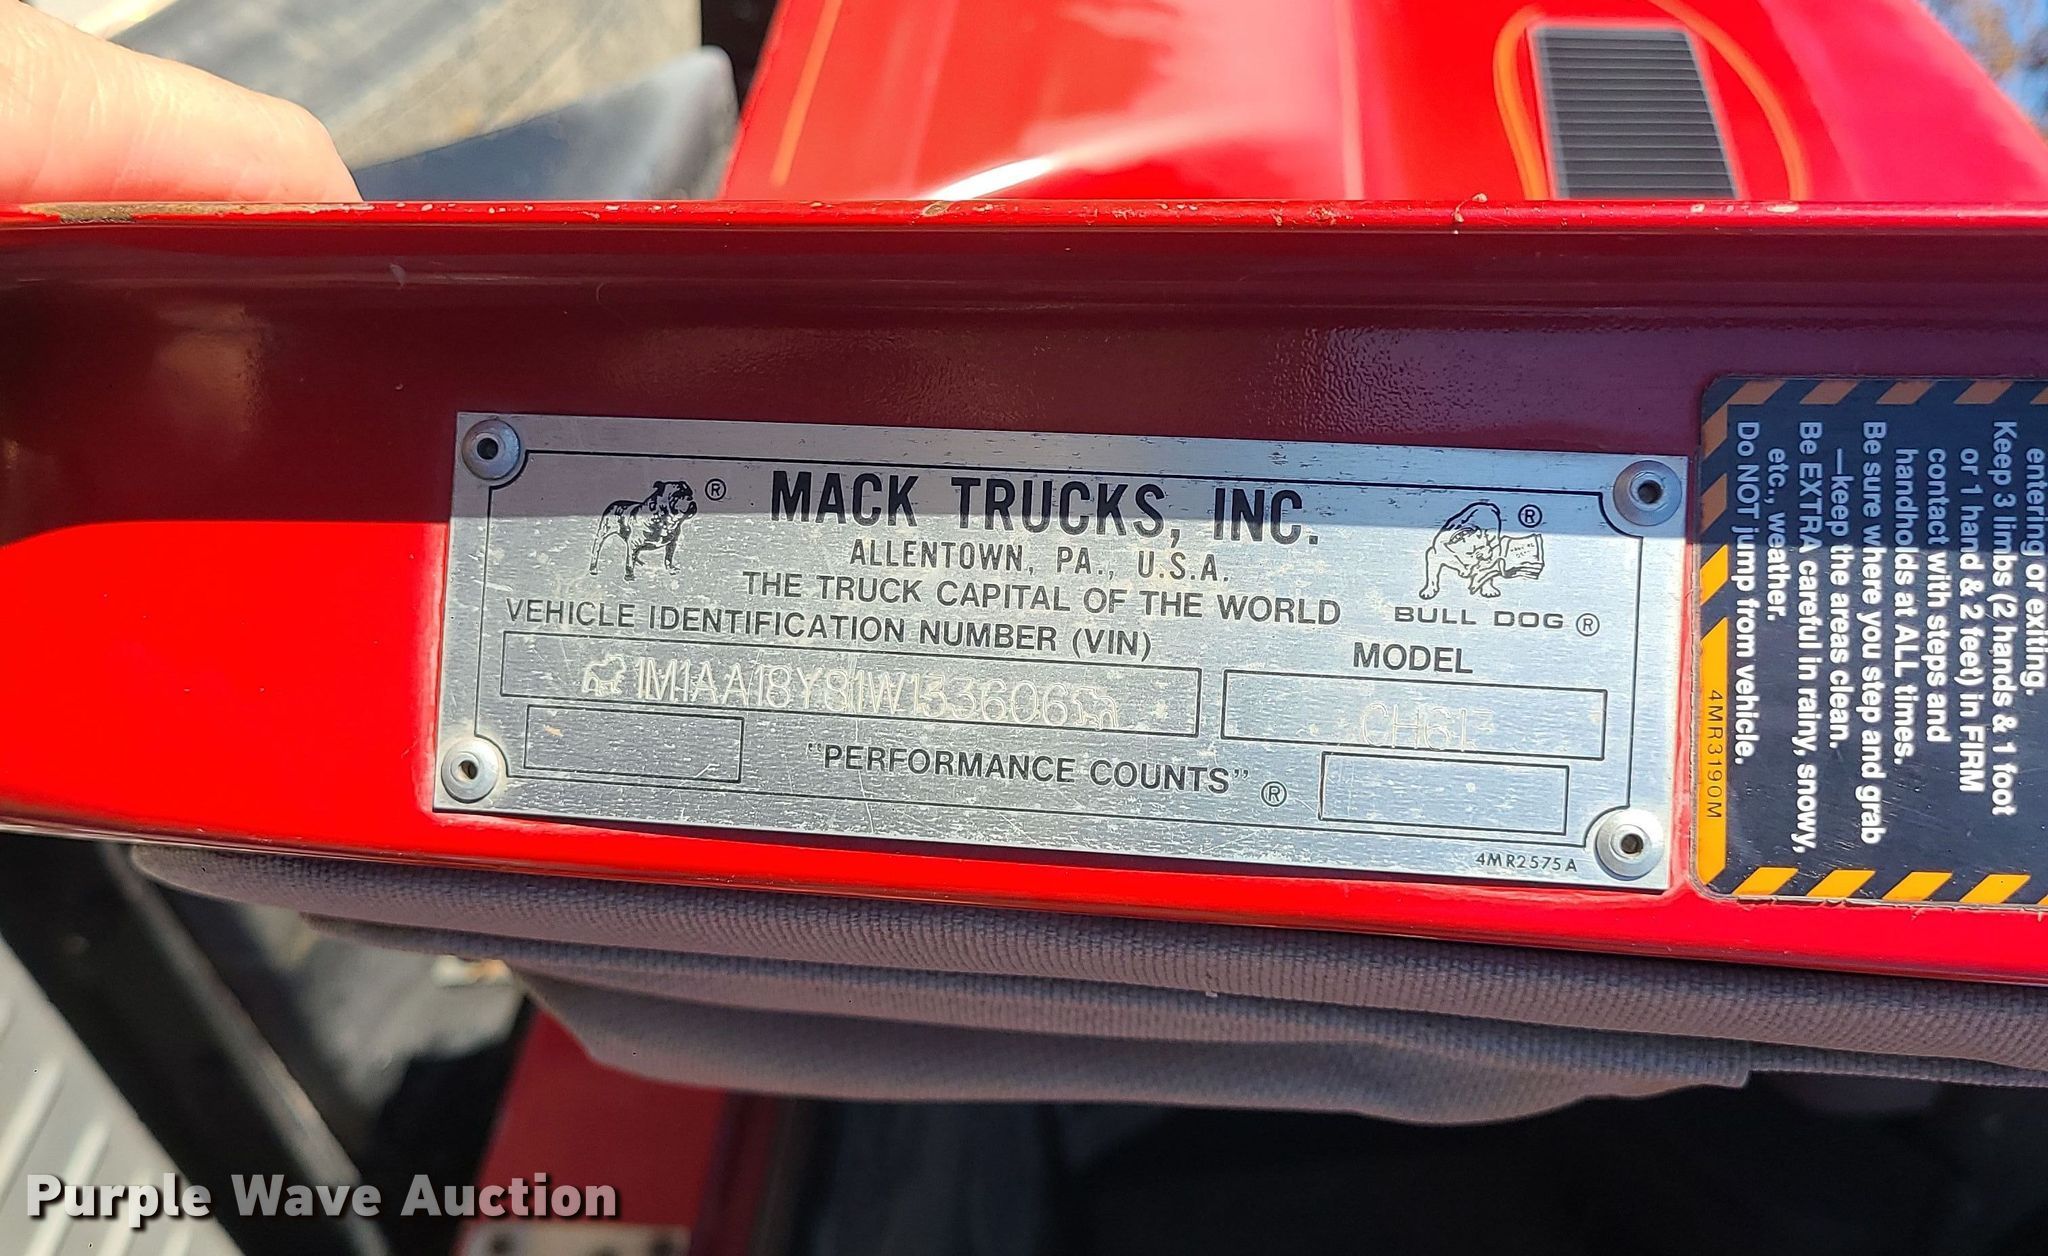 MACK TRUCKS, INC.
ALLENTOWN, PA., U.S.A.
THE TRUCK CAPITAL OF THE WORLD
BULL DOG ®
VEHICLE IDENTIFICATION NUMBER (VIN)
MODEL
1M1AA18Y81W133606
CH613
"PERFORMANCE COUNTS" ®
4MR2575A
entering or exiting.
Keep 3 limbs (2 hands & 1 foot
or 1 hand & 2 feet) in FIRM
contact with steps and
handholds at ALL times.
Be sure where you step and grab
—keep the areas clean.
Be EXTRA careful in rainy, snowy,
etc., weather.
Do NOT jump from vehicle.
4MR3190M
Purple Wave Auction